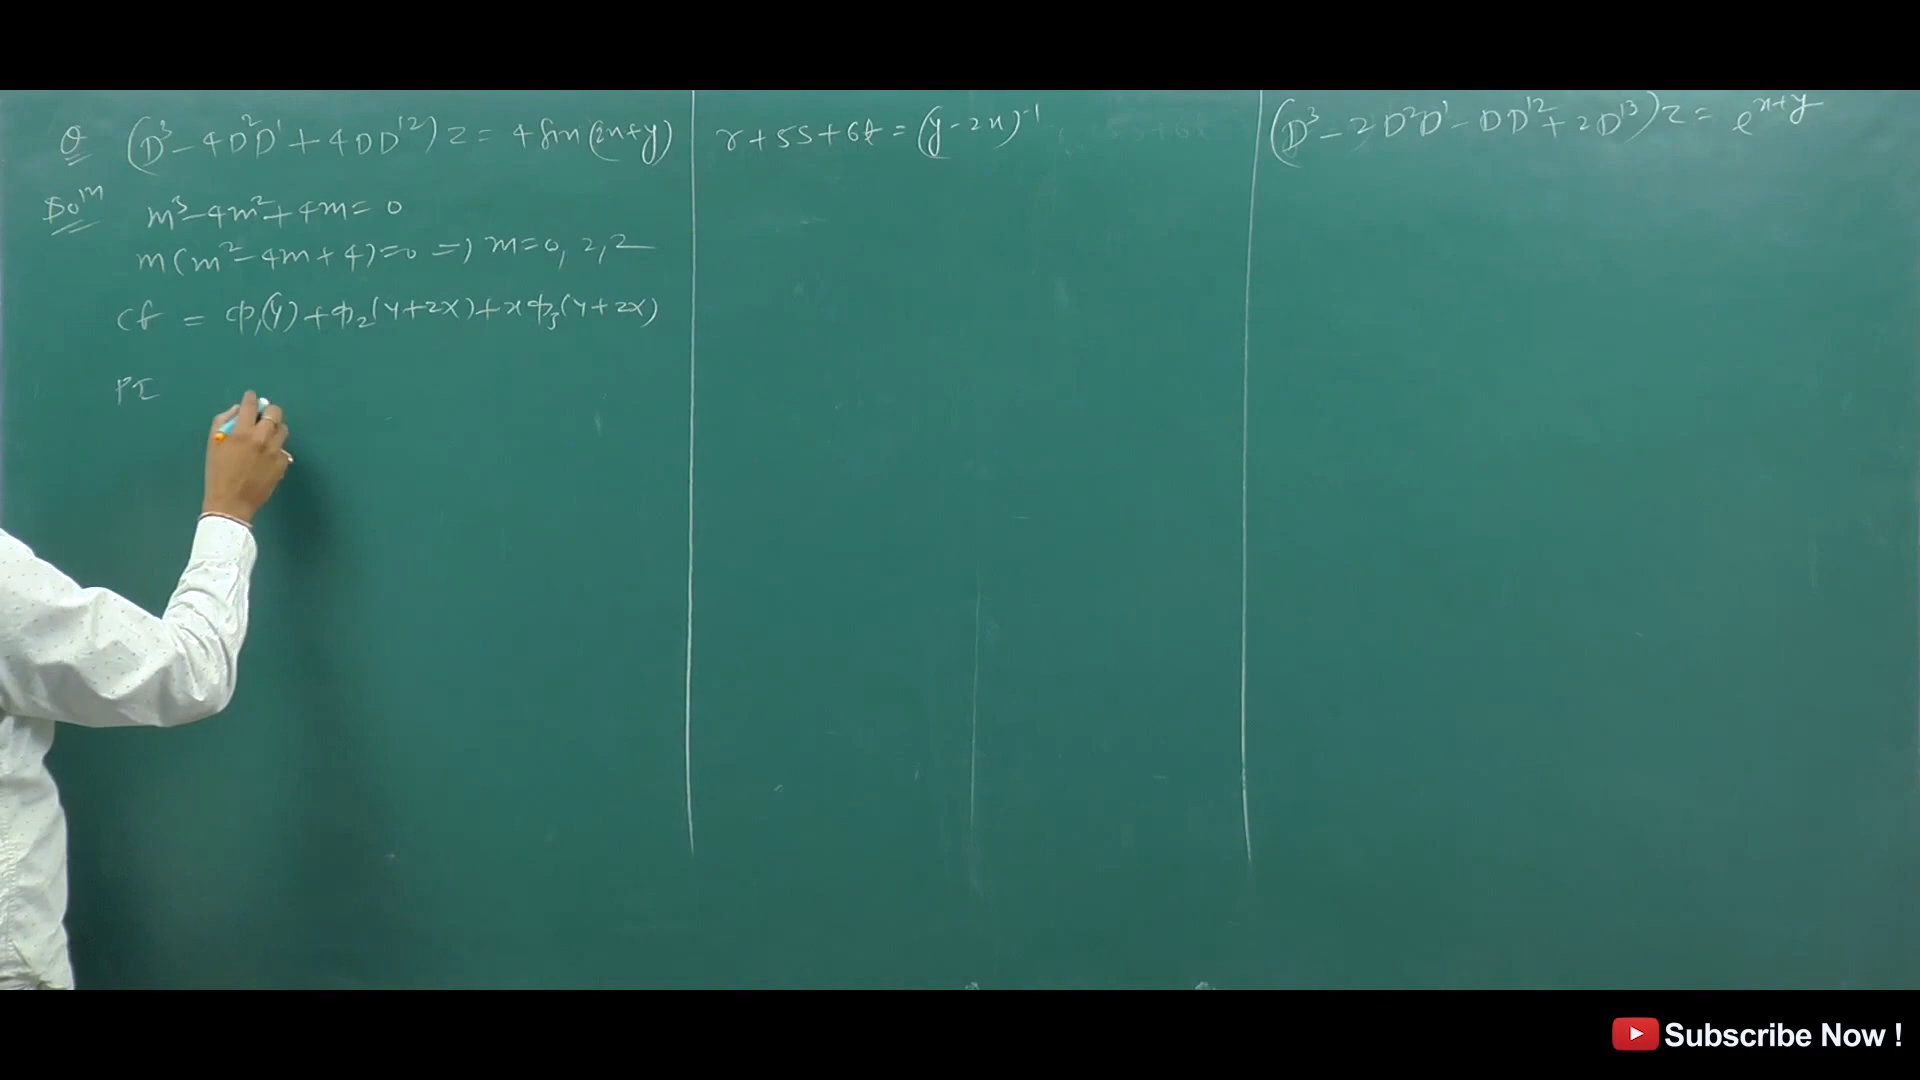 Q (D³ - 4D²D' + 4DD'²) z = 4 sin(2x+y)
Solⁿ m³ - 4m² + 4m = 0
m(m² - 4m + 4) = 0 ⇒ m = 0, 2, 2
CF = Φ₁(y) + Φ₂(y+2x) + xΦ₃(y+2x)
PI
r + 5s + 6t = (y - 2x)⁻¹
(D³ - 2D²D' - DD'² + 2D'³) z = e^{x+y}
Subscribe Now !